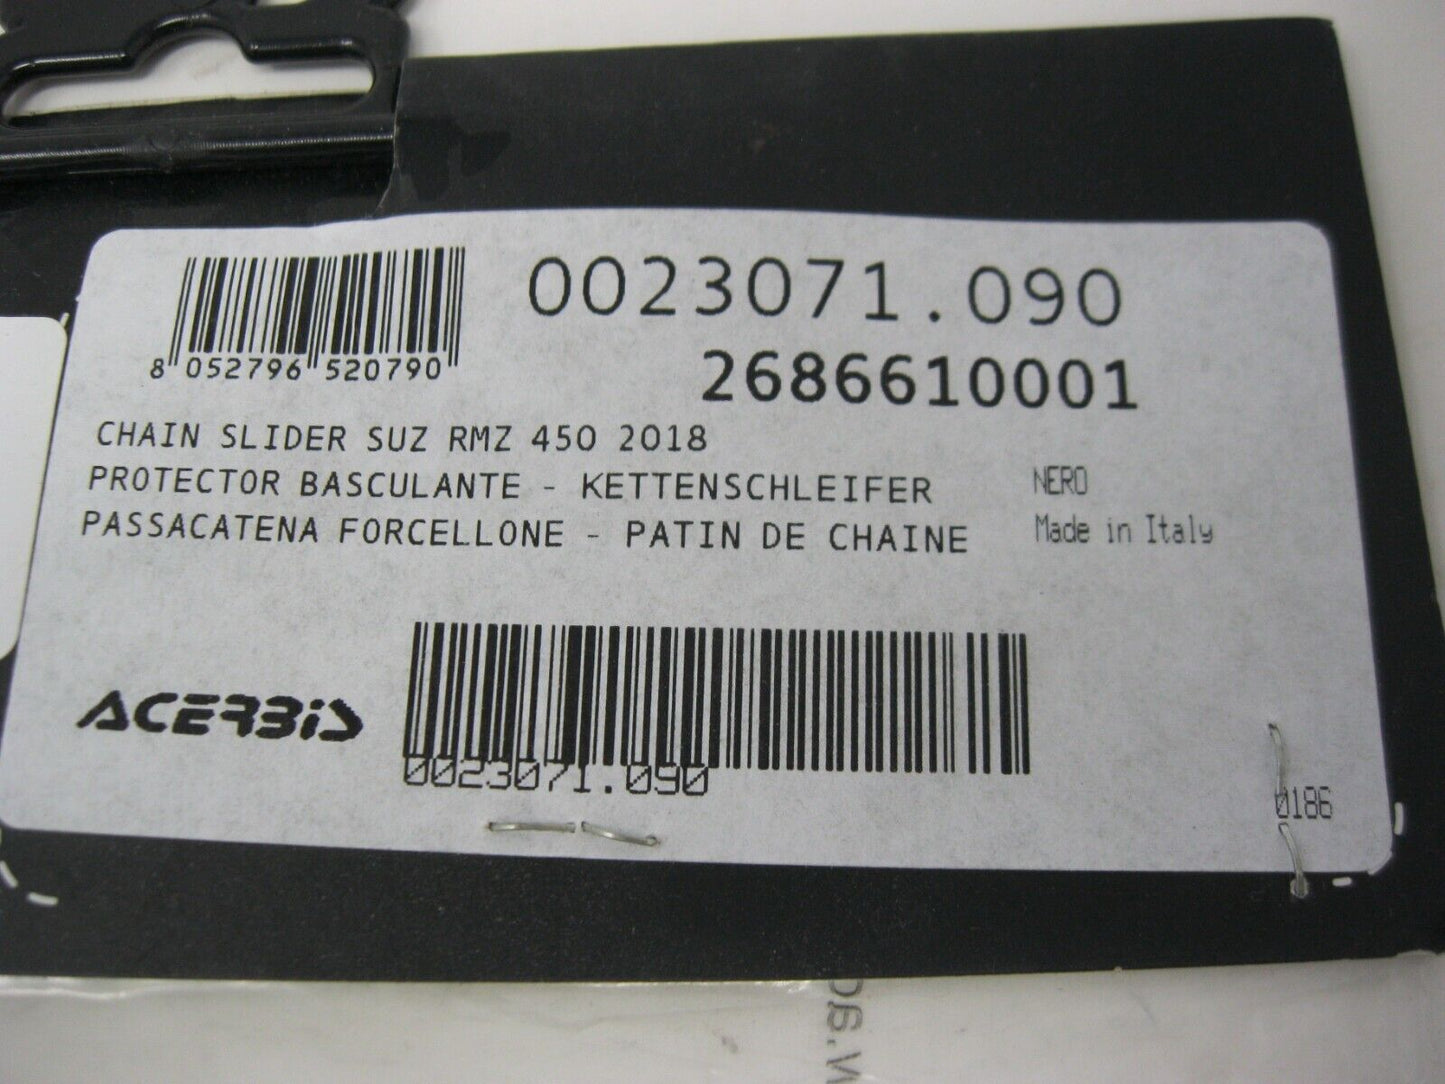 0023071.090
8 052796 520790
2686610001
CHAIN SLIDER SUZ RMZ 450 2018
PROTECTOR BASCULANTE - KETTENSCHLEIFER NERO
PASSACATENA FORCELLONE - PATIN DE CHAINE Made in Italy
ACERBIS
0023071.090
0186